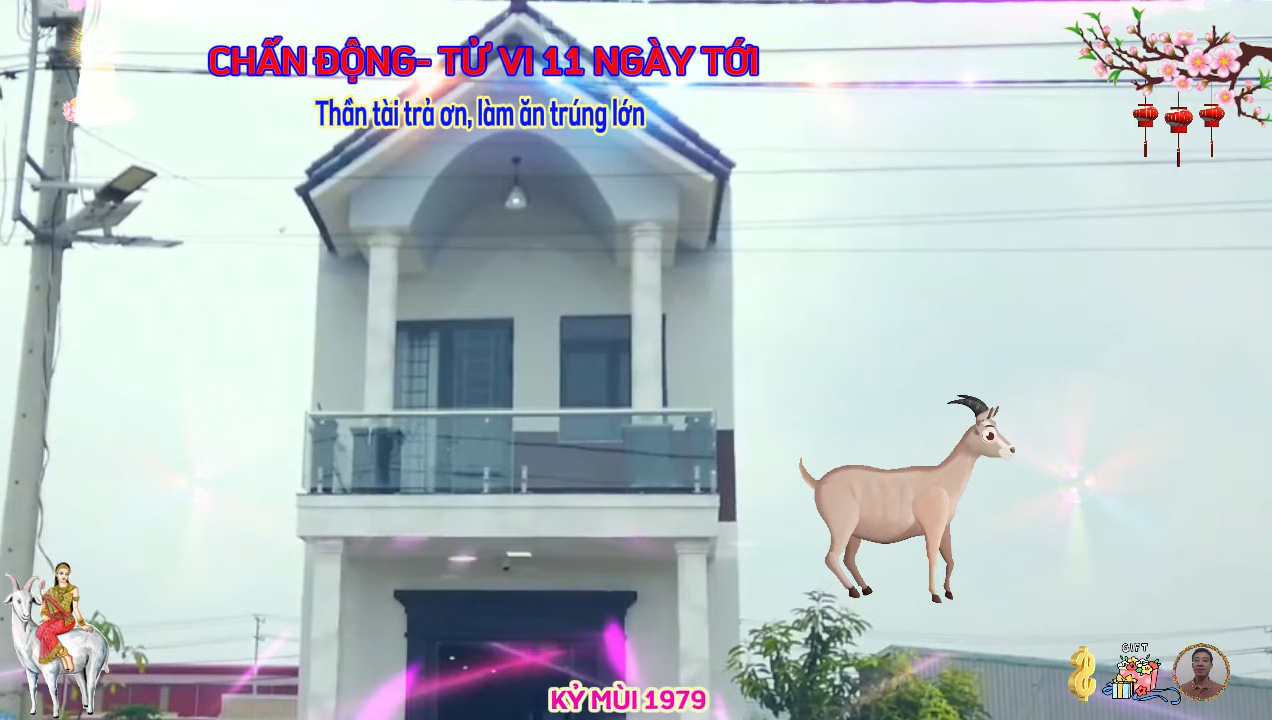 CHẤN ĐỘNG- TỬ VI 11 NGÀY TỚI
Thần tài trả ơn, làm ăn trúng lớn
GIFT
KỶ MÙI 1979